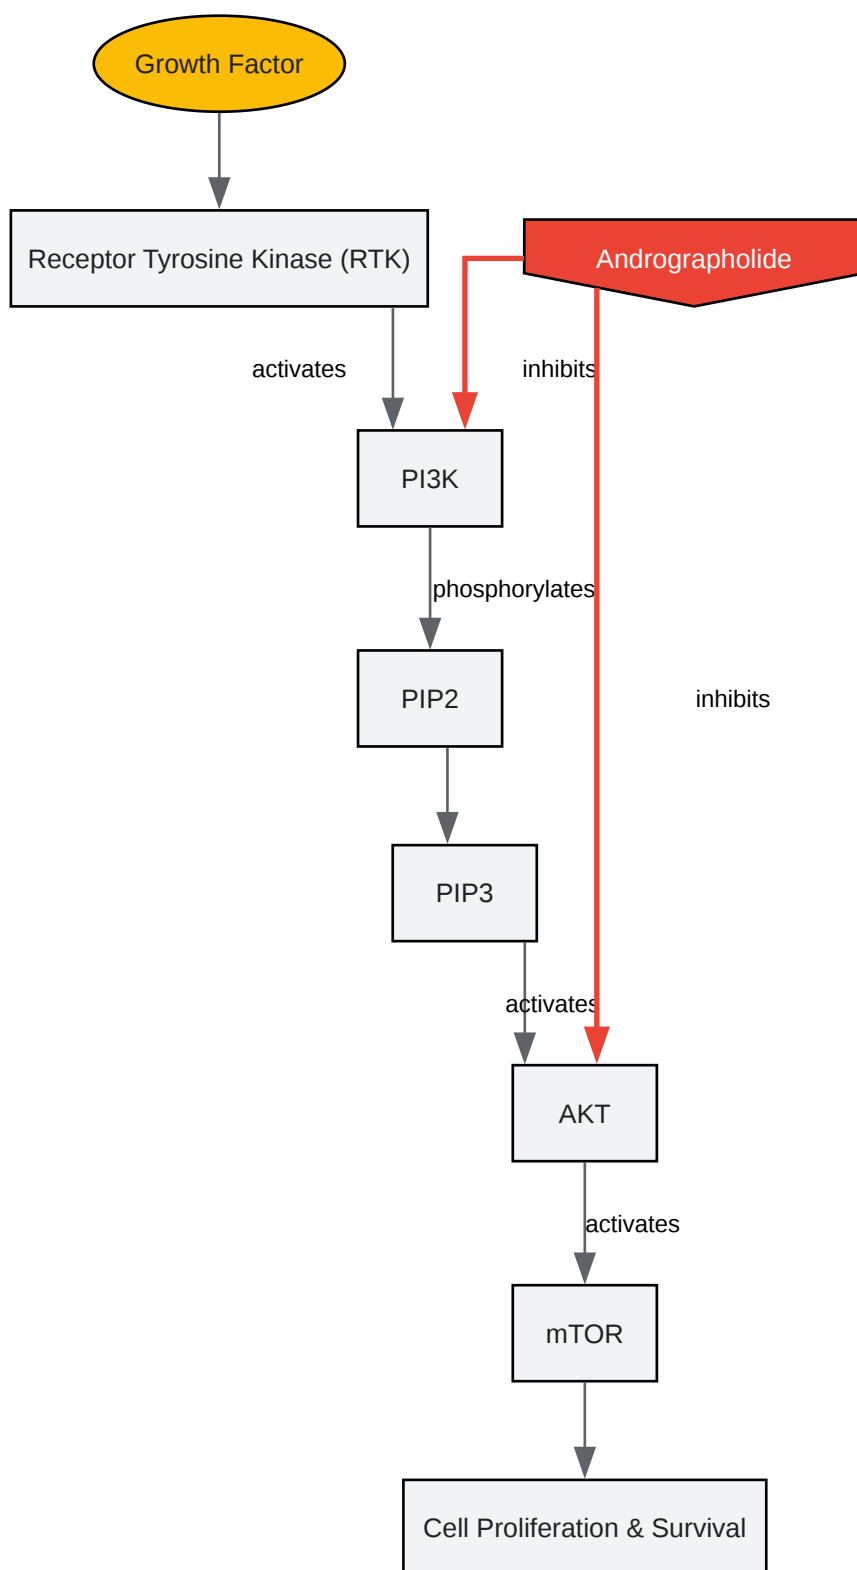 Growth Factor
Receptor Tyrosine Kinase (RTK)
Andrographolide
activates
inhibits
PI3K
phosphorylates
PIP2
inhibits
PIP3
activates
AKT
activates
mTOR
Cell Proliferation & Survival